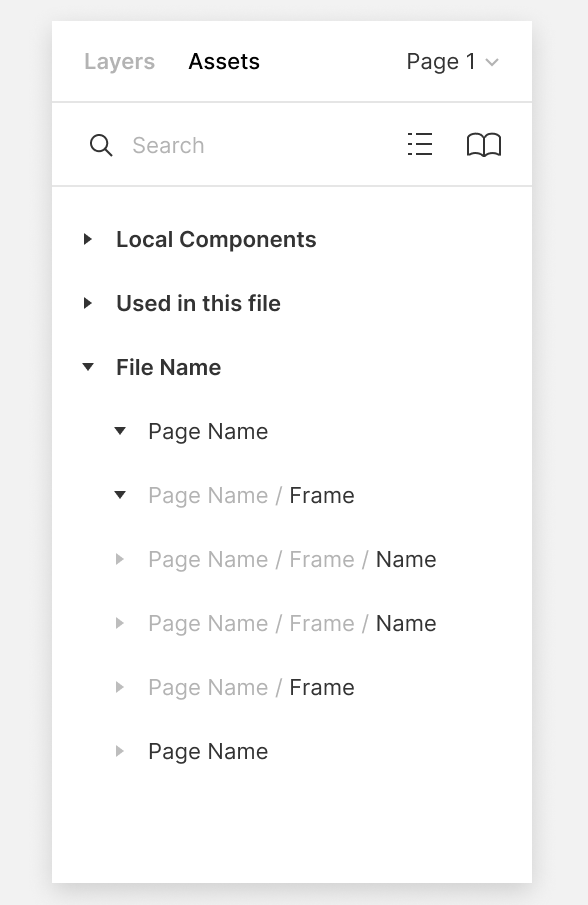 Layers Assets Page 1
Search
Local Components
Used in this file
File Name
Page Name
Page Name / Frame
Page Name / Frame / Name
Page Name / Frame / Name
Page Name / Frame
Page Name